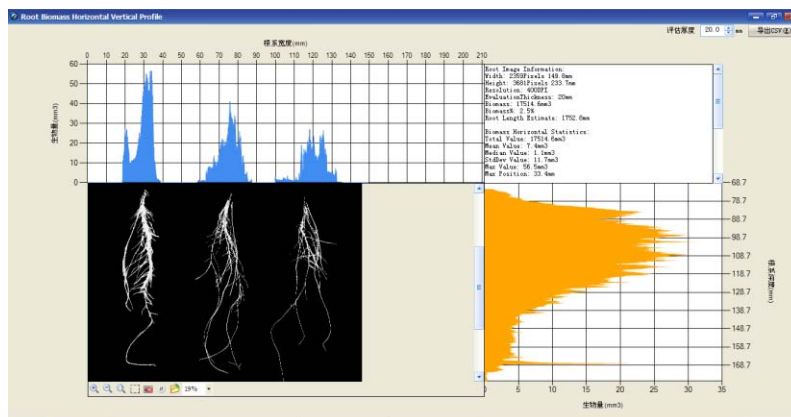 Root Biomass Horizontal Vertical Profile
评估厚度 20.0 mm 导出CSV(E)
根系宽度(mm)
0 10 20 30 40 50 60 70 80 90 100 110 120 130 140 150 160 170 180 190 200 210
60
50
40
30
20
10
0
生物量(mm3)
Root Image Information:
Width: 2359Pixels 149.8mm
Height: 3681Pixels 233.7mm
Resolution: 400DPI
EvaluationThickness: 20mm
Biomass: 17514.6mm3
Biomass%: 2.5%
Root Length Estimate: 1752.8mm
Biomass Horizontal Statistics:
Total Value: 17514.6mm3
Mean Value: 7.4mm3
Median Value: 1.1mm3
StdDev Value: 11.7mm3
Max Value: 56.5mm3
Max Position: 33.4mm
68.7
78.7
88.7
98.7
108.7
118.7
128.7
138.7
148.7
158.7
168.7
0 5 10 15 20 25 30 35
生物量(mm3)
19%